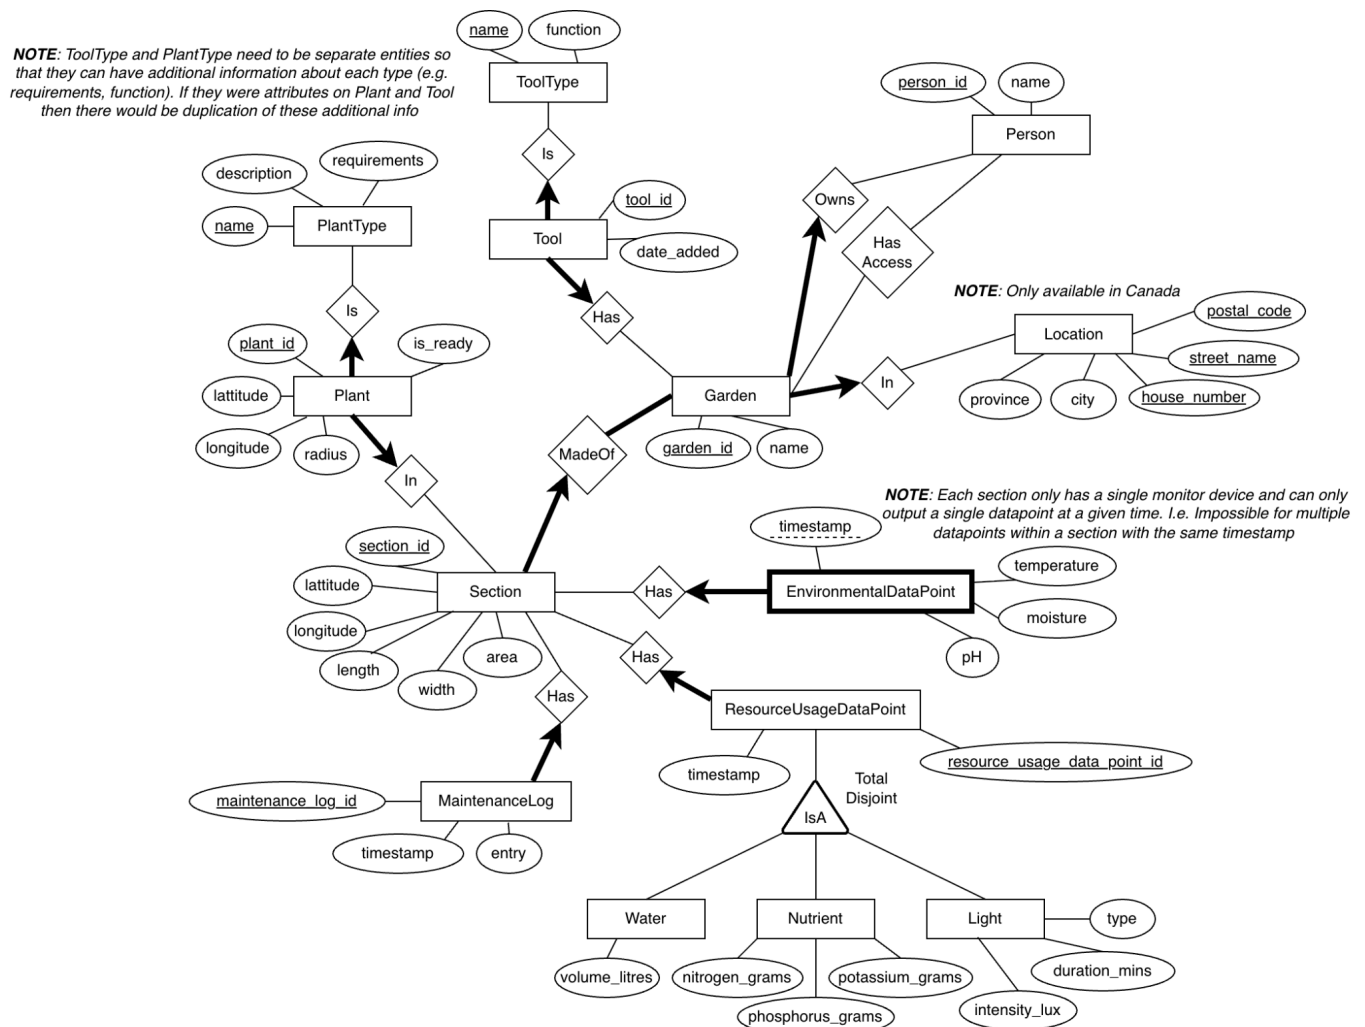 name
function
NOTE: ToolType and PlantType need to be separate entities so
that they can have additional information about each type (e.g.
requirements, function). If they were attributes on Plant and Tool
then there would be duplication of these additional info
ToolType
person_id
name
Person
Is
description
requirements
name
PlantType
tool_id
Tool
date_added
Owns
Has
Access
NOTE: Only available in Canada
Is
Has
postal_code
Location
street_name
plant_id
is_ready
lattitude
Plant
Garden
In
province
city
house_number
longitude
radius
garden_id
name
MadeOf
In
NOTE: Each section only has a single monitor device and can only
output a single datapoint at a given time. I.e. Impossible for multiple
datapoints within a section with the same timestamp
timestamp
section_id
temperature
lattitude
Section
Has
EnvironmentalDataPoint
moisture
longitude
length
width
area
Has
pH
Has
ResourceUsageDataPoint
timestamp
resource_usage_data_point_id
Total
Disjoint
IsA
maintenance_log_id
MaintenanceLog
timestamp
entry
Water
Nutrient
Light
type
volume_litres
nitrogen_grams
potassium_grams
duration_mins
phosphorus_grams
intensity_lux